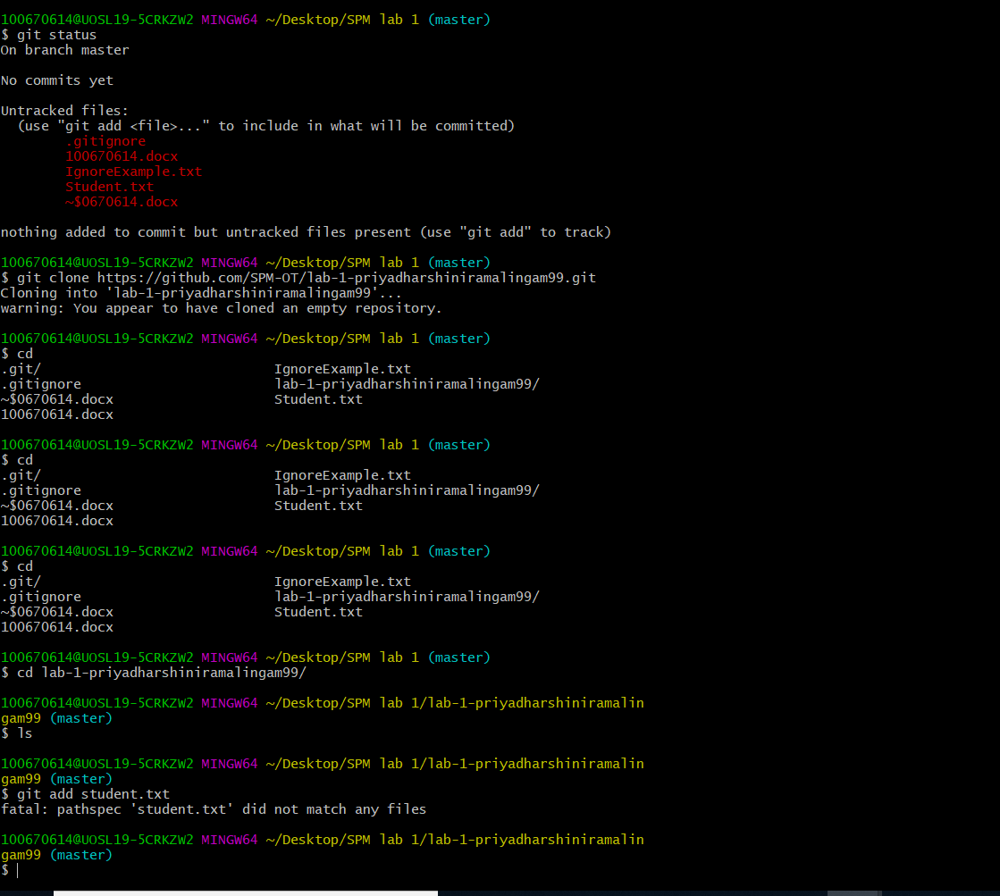 100670614@UOSL19-5CRKZW2 MINGW64 ~/Desktop/SPM lab 1 (master)
$ git status
On branch master
No commits yet
Untracked files:
(use "git add <file>..." to include in what will be committed)
.gitignore
100670614.docx
IgnoreExample.txt
Student.txt
~$0670614.docx
nothing added to commit but untracked files present (use "git add" to track)
100670614@UOSL19-5CRKZW2 MINGW64 ~/Desktop/SPM lab 1 (master)
$ git clone https://github.com/SPM-OT/lab-1-priyadharshiniramalingam99.git
Cloning into 'lab-1-priyadharshiniramalingam99'...
warning: You appear to have cloned an empty repository.
100670614@UOSL19-5CRKZW2 MINGW64 ~/Desktop/SPM lab 1 (master)
$ cd
.git/ IgnoreExample.txt
.gitignore lab-1-priyadharshiniramalingam99/
~$0670614.docx Student.txt
100670614.docx
100670614@UOSL19-5CRKZW2 MINGW64 ~/Desktop/SPM lab 1 (master)
$ cd
.git/ IgnoreExample.txt
.gitignore lab-1-priyadharshiniramalingam99/
~$0670614.docx Student.txt
100670614.docx
100670614@UOSL19-5CRKZW2 MINGW64 ~/Desktop/SPM lab 1 (master)
$ cd
.git/ IgnoreExample.txt
.gitignore lab-1-priyadharshiniramalingam99/
~$0670614.docx Student.txt
100670614.docx
100670614@UOSL19-5CRKZW2 MINGW64 ~/Desktop/SPM lab 1 (master)
$ cd lab-1-priyadharshiniramalingam99/
100670614@UOSL19-5CRKZW2 MINGW64 ~/Desktop/SPM lab 1/lab-1-priyadharshiniramalin
gam99 (master)
$ ls
100670614@UOSL19-5CRKZW2 MINGW64 ~/Desktop/SPM lab 1/lab-1-priyadharshiniramalin
gam99 (master)
$ git add student.txt
fatal: pathspec 'student.txt' did not match any files
100670614@UOSL19-5CRKZW2 MINGW64 ~/Desktop/SPM lab 1/lab-1-priyadharshiniramalin
gam99 (master)
$